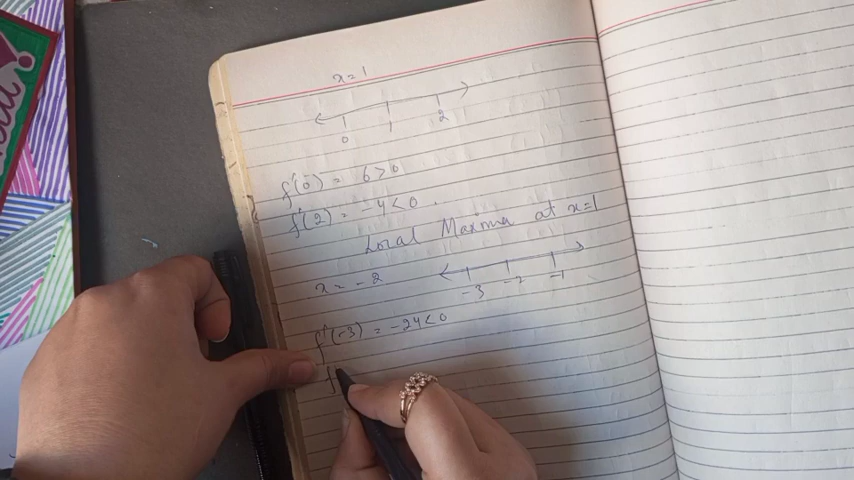 x=1
0 1 2
f'(0) = 6>0
f'(2) = -4<0.
Local Maxima at x=1
x = -2
-3 -2 -1
f'(-3) = -24<0
f